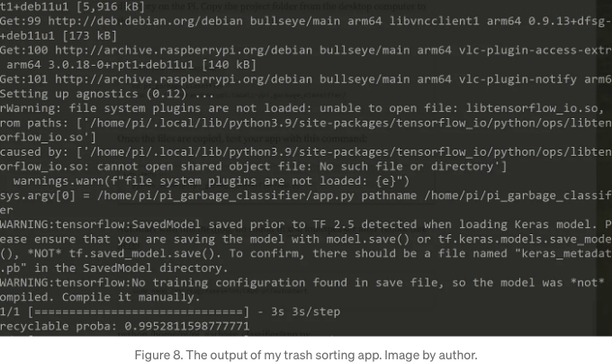 t1+deb11u1 [5,916 kB]
Get:99 http://deb.debian.org/debian bullseye/main arm64 libvncclient1 arm64 0.9.13+dfsg-
+deb11u1 [173 kB]
Get:100 http://archive.raspberrypi.org/debian bullseye/main arm64 vlc-plugin-access-extr
arm64 3.0.18-0+rpt1+deb11u1 [140 kB]
Get:101 http://archive.raspberrypi.org/debian bullseye/main arm64 vlc-plugin-notify arm6
Setting up agnostics (0.12) ...
rWarning: file system plugins are not loaded: unable to open file: libtensorflow_io.so,
rom paths: ['/home/pi/.local/lib/python3.9/site-packages/tensorflow_io/python/ops/libten
orflow_io.so']
caused by: ['/home/pi/.local/lib/python3.9/site-packages/tensorflow_io/python/ops/libten
orflow_io.so: cannot open shared object file: No such file or directory']
warnings.warn(f"file system plugins are not loaded: {e}")
sys.argv[0] = /home/pi/pi_garbage_classifier/app.py pathname /home/pi/pi_garbage_classif
er
WARNING:tensorflow:SavedModel saved prior to TF 2.5 detected when loading Keras model. P
ease ensure that you are saving the model with model.save() or tf.keras.models.save_mode
(), *NOT* tf.saved_model.save(). To confirm, there should be a file named "keras_metadat
.pb" in the SavedModel directory.
WARNING:tensorflow:No training configuration found in save file, so the model was *not*
ompiled. Compile it manually.
1/1 [==============================] - 3s 3s/step
recyclable proba: 0.9952811598777771
Figure 8. The output of my trash sorting app. Image by author.